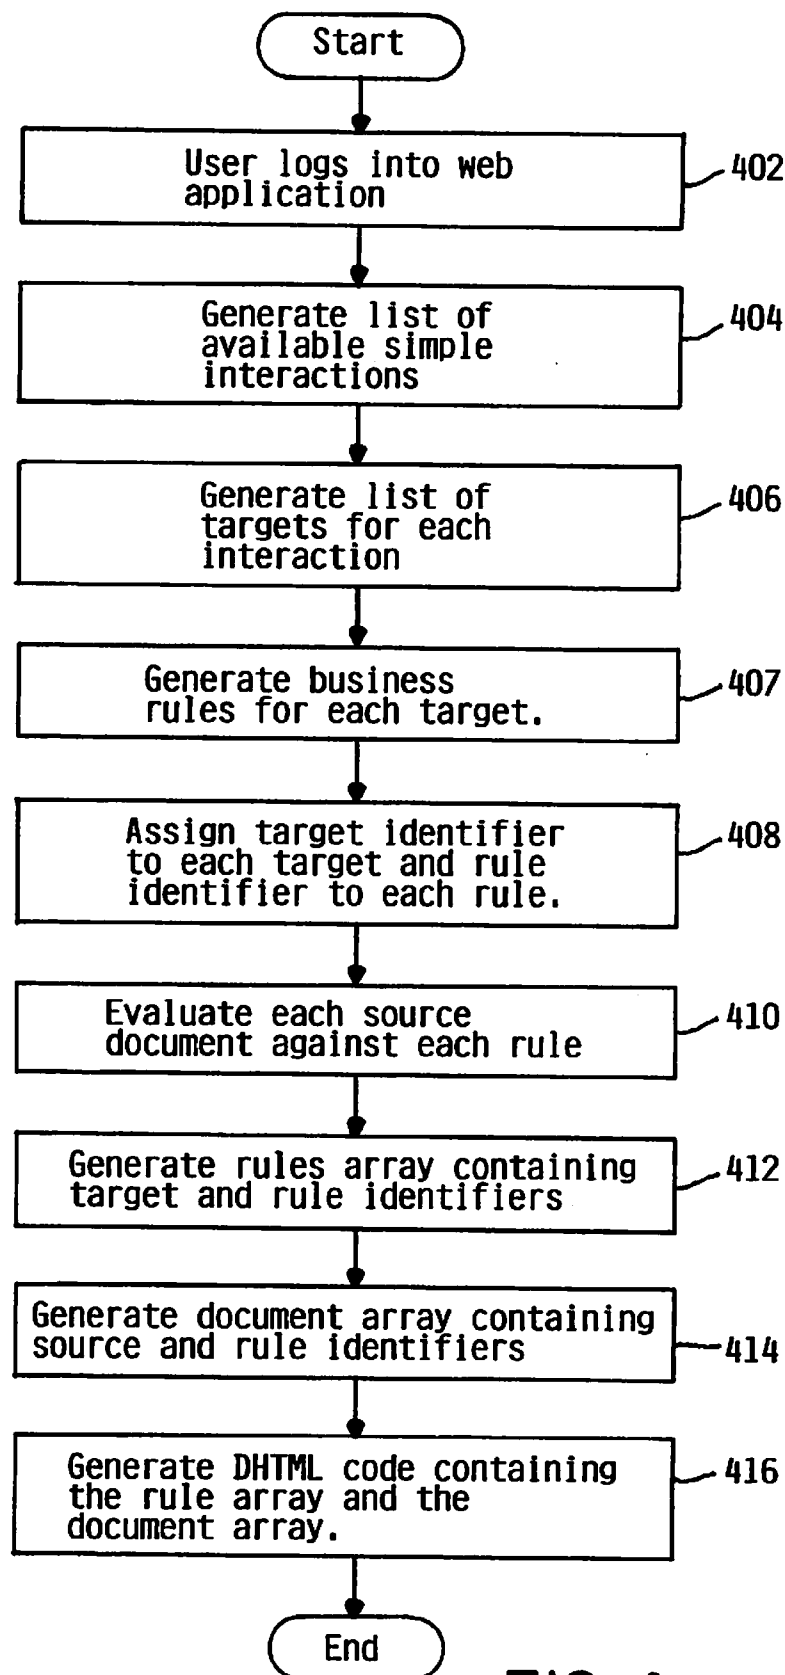 Start
User logs into web
application
402
Generate list of
available simple
interactions
404
Generate list of
targets for each
interaction
406
Generate business
rules for each target.
407
Assign target identifier
to each target and rule
identifier to each rule.
408
Evaluate each source
document against each rule
410
Generate rules array containing
target and rule identifiers
412
Generate document array containing
source and rule identifiers
414
Generate DHTML code containing
the rule array and the
document array.
416
End